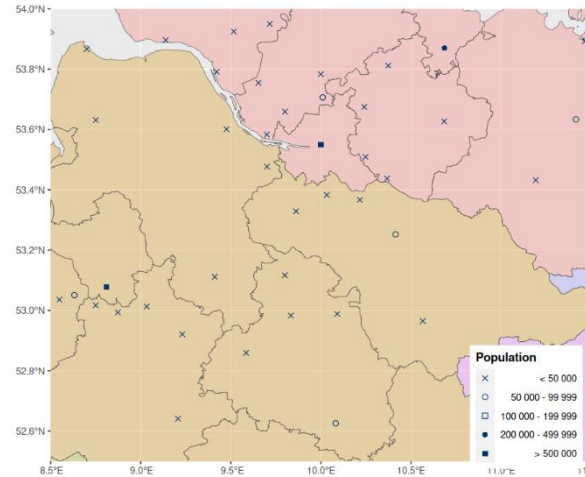 54.0°N
53.8°N
53.6°N
53.4°N
53.2°N
53.0°N
52.8°N
52.6°N
Population
< 50 000
50 000 - 99 999
100 000 - 199 999
200 000 - 499 999
> 500 000
8.5°E 9.0°E 9.5°E 10.0°E 10.5°E 11.0°E